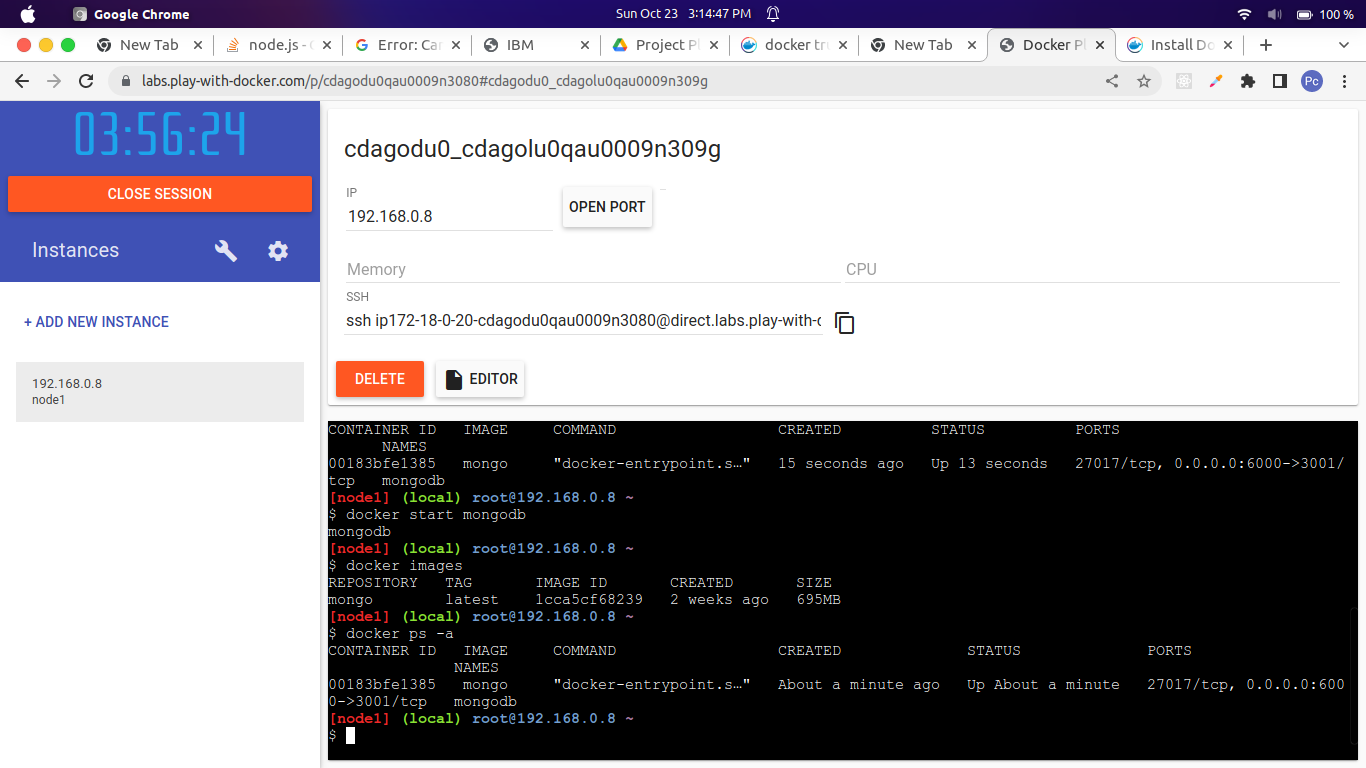 Google Chrome
Sun Oct 23 3:14:47 PM
100 %
New Tab
node.js -
Error: Ca
IBM
Project P
docker tr
New Tab
Docker Pl
Install Do
labs.play-with-docker.com/p/cdagodu0qau0009n3080#cdagodu0_cdagolu0qau0009n309g
Pc
03:56:24
CLOSE SESSION
Instances
+ ADD NEW INSTANCE
192.168.0.8
node1
cdagodu0_cdagolu0qau0009n309g
IP
192.168.0.8
OPEN PORT
Memory
CPU
SSH
ssh ip172-18-0-20-cdagodu0qau0009n3080@direct.labs.play-with-
DELETE
EDITOR
CONTAINER ID   IMAGE     COMMAND                  CREATED          STATUS          PORTS
      NAMES
00183bfe1385   mongo     "docker-entrypoint.s…"   15 seconds ago   Up 13 seconds   27017/tcp, 0.0.0.0:6000->3001/
tcp   mongodb
[node1] (local) root@192.168.0.8 ~
$ docker start mongodb
mongodb
[node1] (local) root@192.168.0.8 ~
$ docker images
REPOSITORY   TAG       IMAGE ID       CREATED       SIZE
mongo        latest    1cca5cf68239   2 weeks ago   695MB
[node1] (local) root@192.168.0.8 ~
$ docker ps -a
CONTAINER ID   IMAGE     COMMAND                  CREATED              STATUS              PORTS
              NAMES
00183bfe1385   mongo     "docker-entrypoint.s…"   About a minute ago   Up About a minute   27017/tcp, 0.0.0.0:600
0->3001/tcp   mongodb
[node1] (local) root@192.168.0.8 ~
$